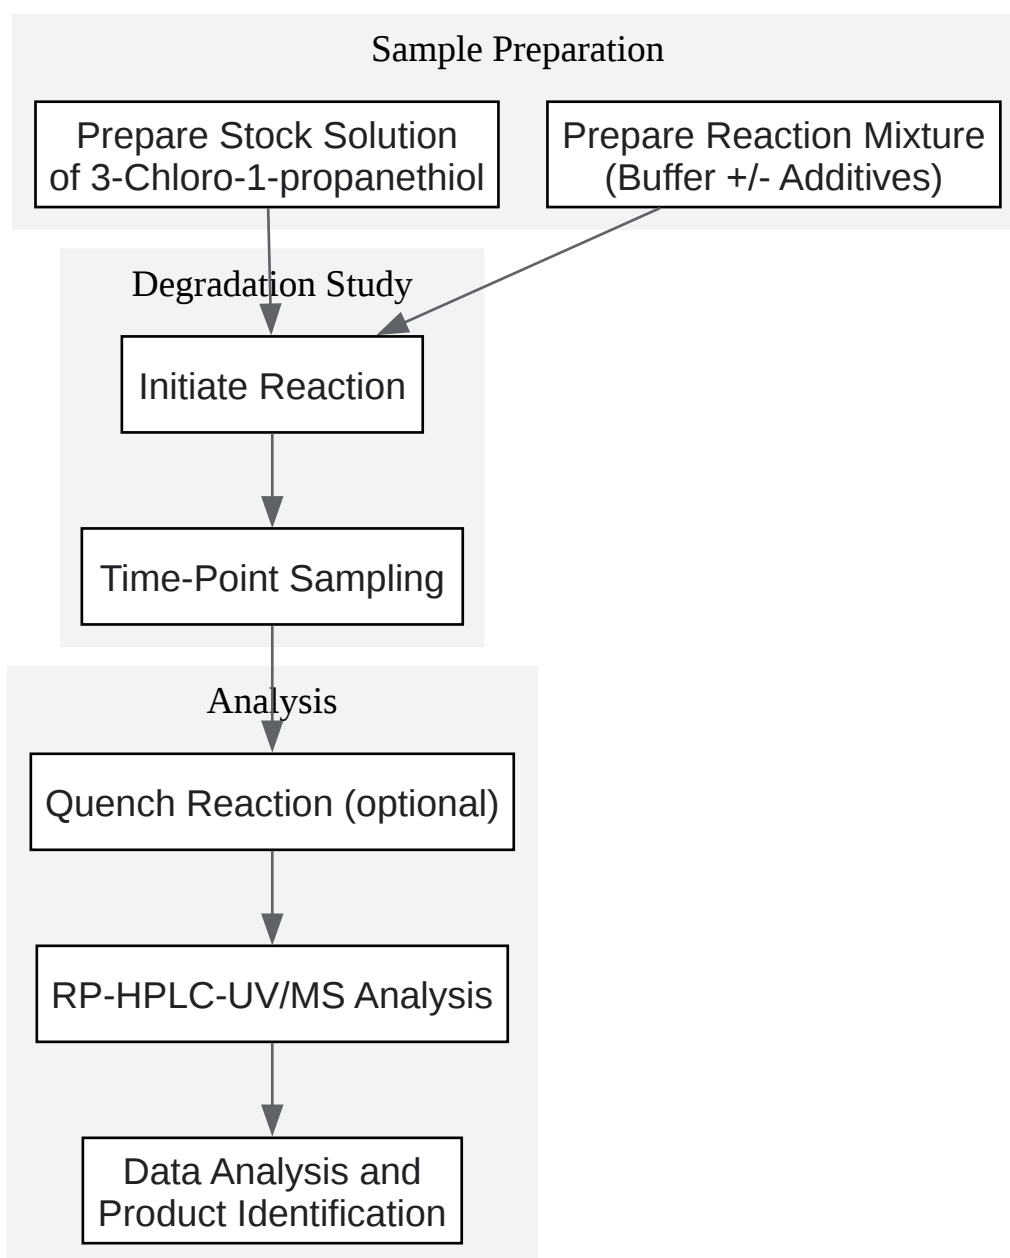 Sample Preparation
Prepare Stock Solution
of 3-Chloro-1-propanethiol
Prepare Reaction Mixture
(Buffer +/- Additives)
Degradation Study
Initiate Reaction
Time-Point Sampling
Analysis
Quench Reaction (optional)
RP-HPLC-UV/MS Analysis
Data Analysis and
Product Identification